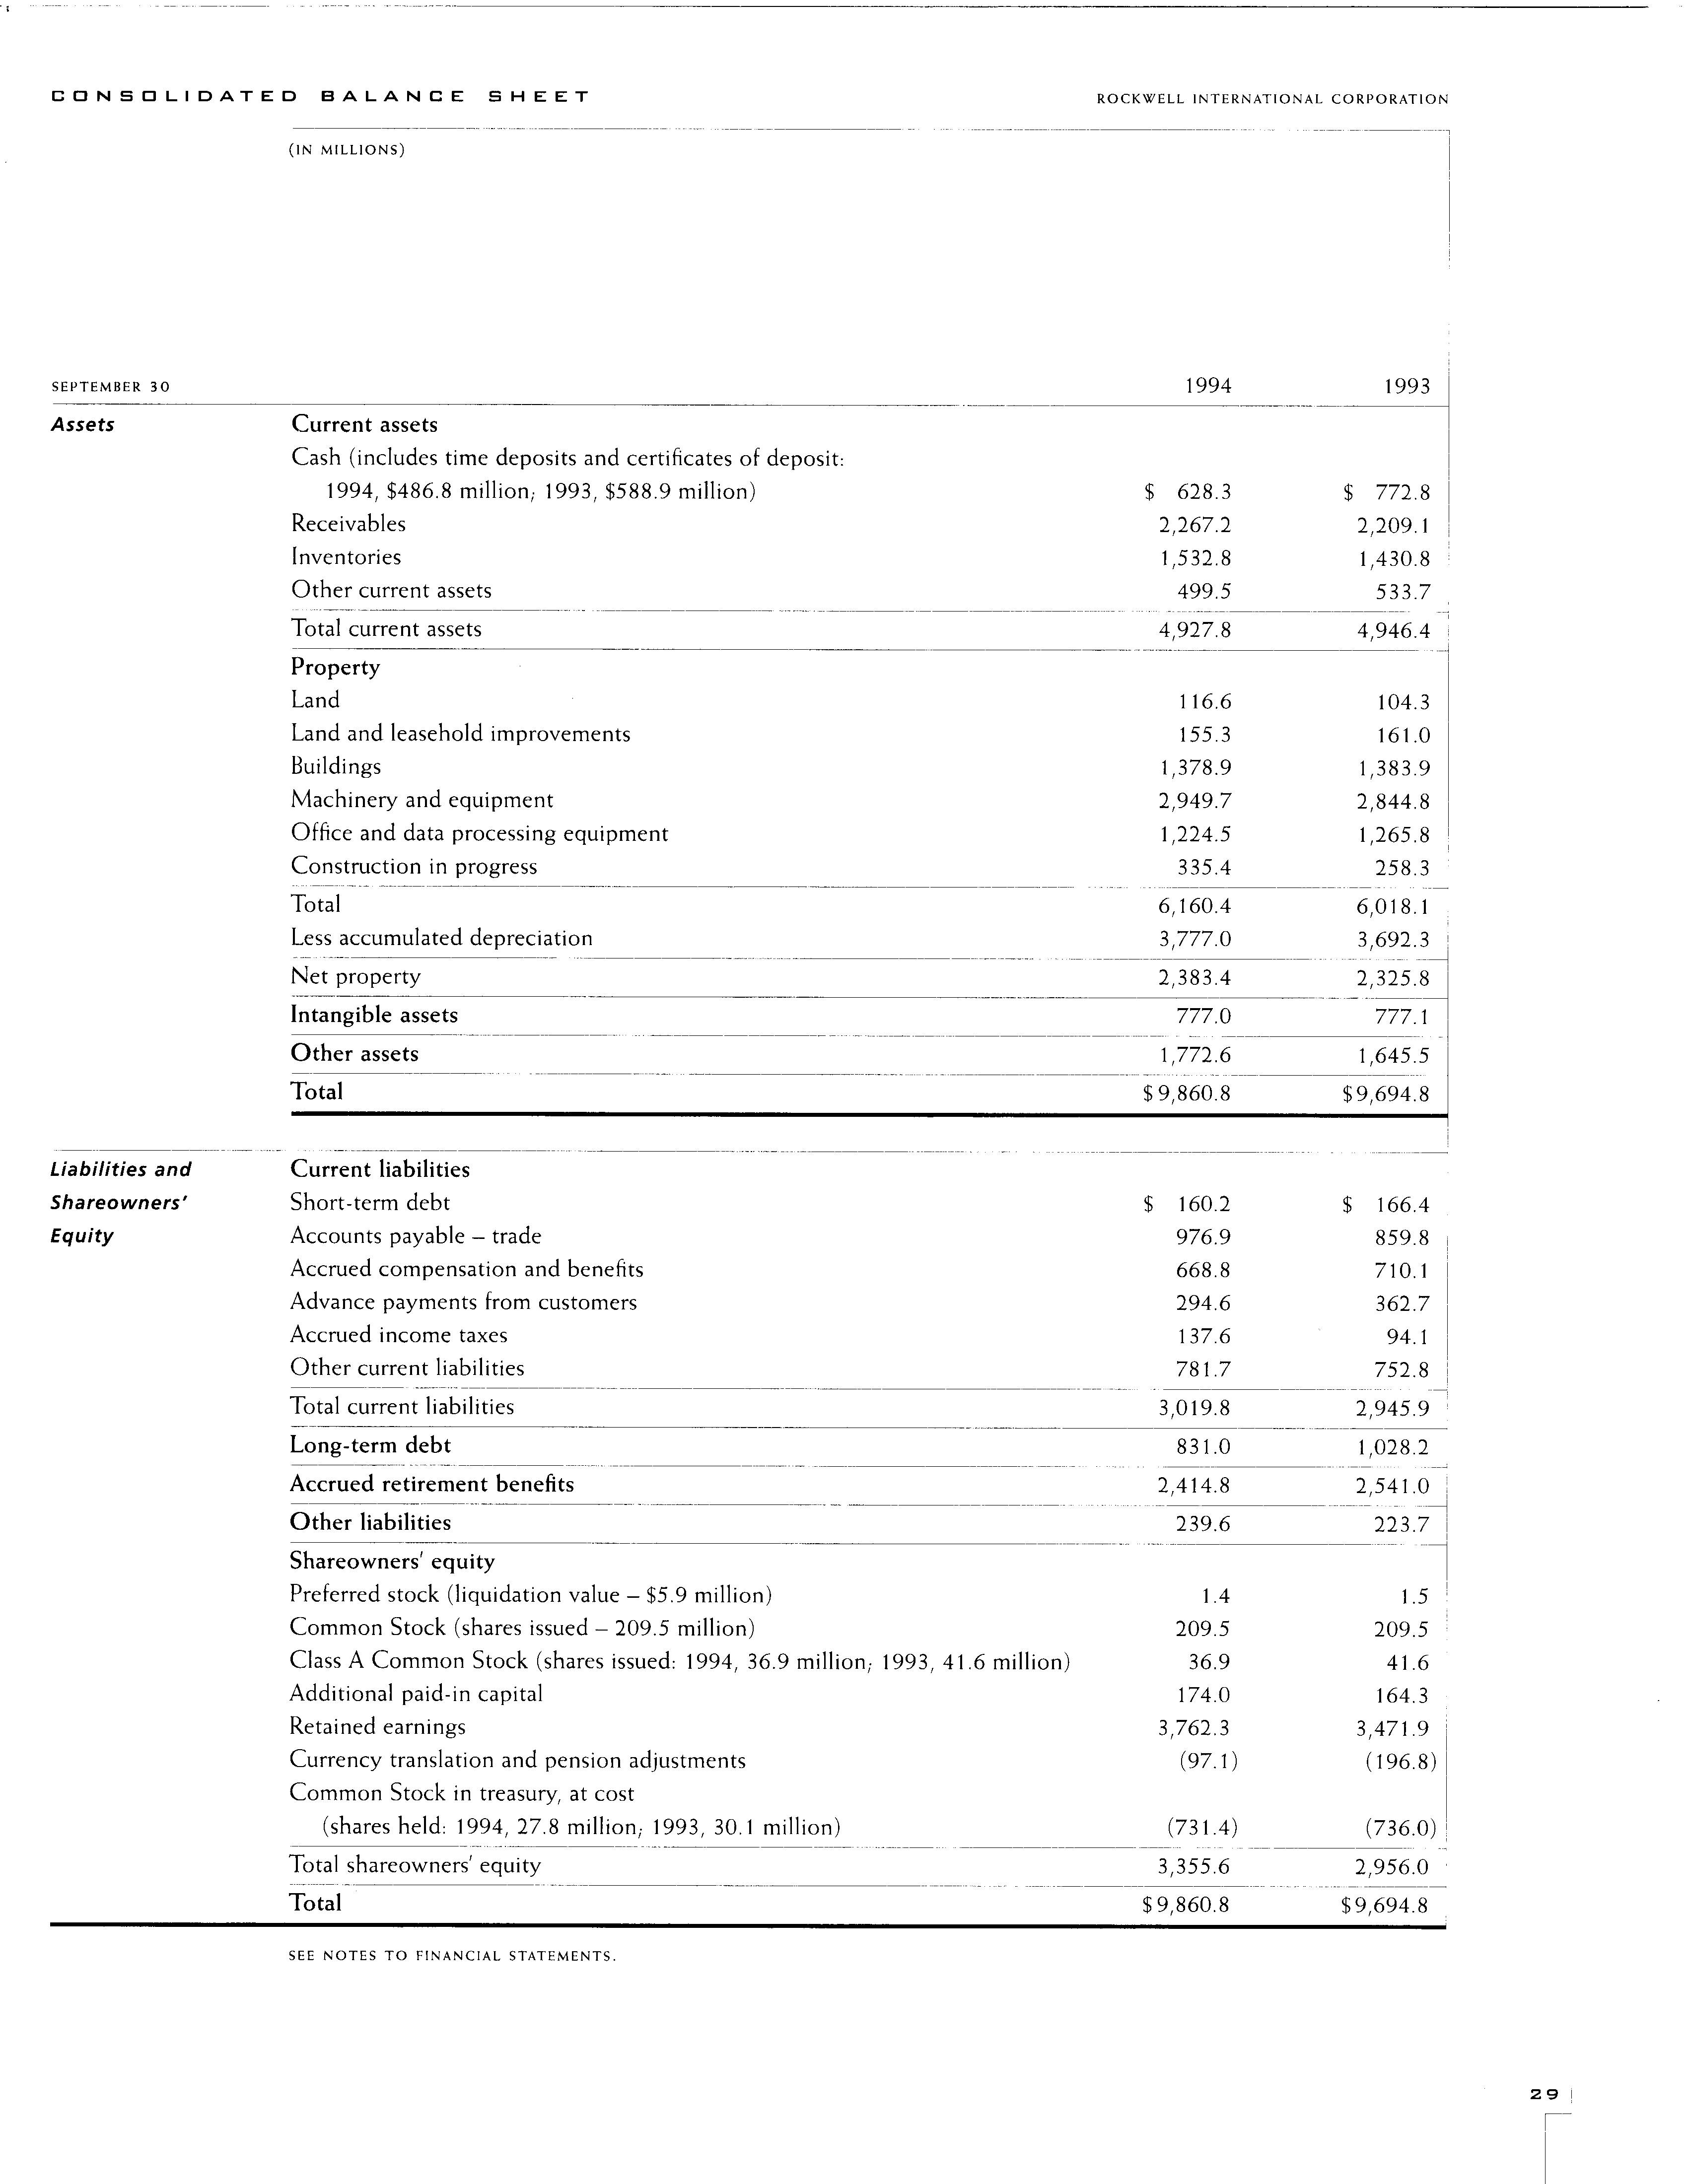 CONSOLIDATED BALANCE SHEET ROCKWELL INTERNATIONAL CORPORATION
(IN MILLIONS)
SEPTEMBER 30 1994 1993
Assets Current assets
Cash (includes time deposits and certificates of deposit:
1994, $486.8 million; 1993, $588.9 million) $ 628.3 $ 772.8
Receivables 2,267.2 2,209.1
Inventories 1,532.8 1,430.8
Other current assets 499.5 533.7
Total current assets 4,927.8 4,946.4
Property
Land 116.6 104.3
Land and leasehold improvements 155.3 161.0
Buildings 1,378.9 1,383.9
Machinery and equipment 2,949.7 2,844.8
Office and data processing equipment 1,224.5 1,265.8
Construction in progress 335.4 258.3
Total 6,160.4 6,018.1
Less accumulated depreciation 3,777.0 3,692.3
Net property 2,383.4 2,325.8
Intangible assets 777.0 777.1
Other assets 1,772.6 1,645.5
Total $9,860.8 $9,694.8
Liabilities and Current liabilities
Shareowners' Short-term debt $ 160.2 $ 166.4
Equity Accounts payable – trade 976.9 859.8
Accrued compensation and benefits 668.8 710.1
Advance payments from customers 294.6 362.7
Accrued income taxes 137.6 94.1
Other current liabilities 781.7 752.8
Total current liabilities 3,019.8 2,945.9
Long-term debt 831.0 1,028.2
Accrued retirement benefits 2,414.8 2,541.0
Other liabilities 239.6 223.7
Shareowners' equity
Preferred stock (liquidation value – $5.9 million) 1.4 1.5
Common Stock (shares issued – 209.5 million) 209.5 209.5
Class A Common Stock (shares issued: 1994, 36.9 million; 1993, 41.6 million) 36.9 41.6
Additional paid-in capital 174.0 164.3
Retained earnings 3,762.3 3,471.9
Currency translation and pension adjustments (97.1) (196.8)
Common Stock in treasury, at cost
(shares held: 1994, 27.8 million; 1993, 30.1 million) (731.4) (736.0)
Total shareowners' equity 3,355.6 2,956.0
Total $9,860.8 $9,694.8
SEE NOTES TO FINANCIAL STATEMENTS.
29